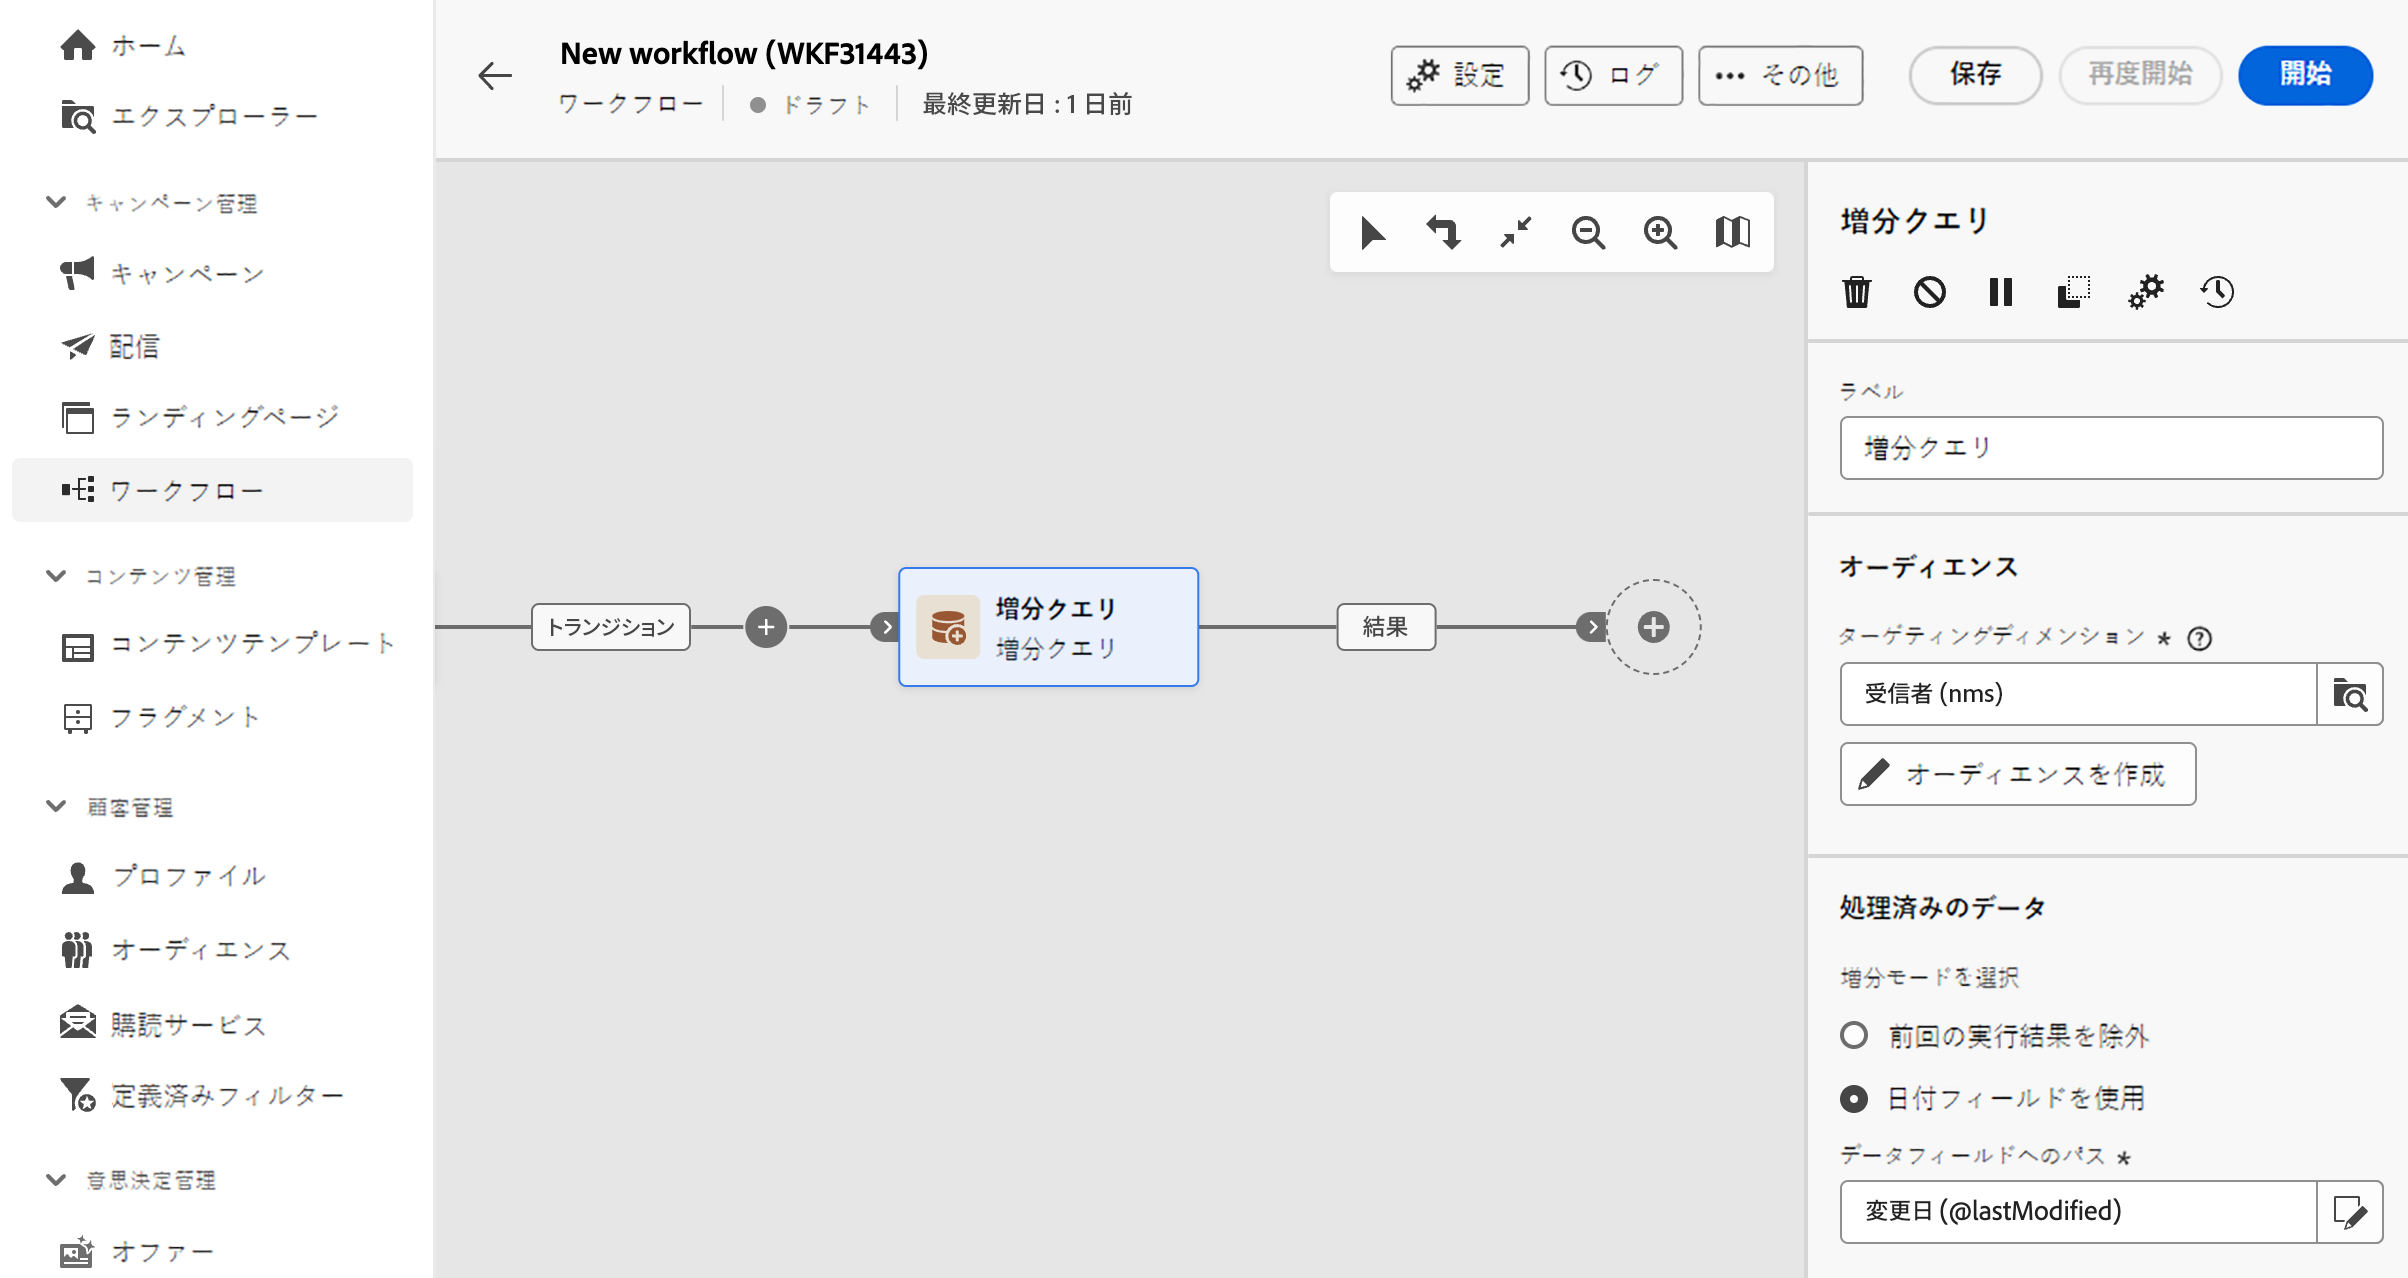 ホーム
エクスプローラー
キャンペーン管理
キャンペーン
配信
ランディングページ
ワークフロー
コンテンツ管理
コンテンツテンプレート
フラグメント
顧客管理
プロファイル
オーディエンス
購読サービス
定義済みフィルター
意思決定管理
オファー
New workflow (WKF31443)
ワークフロー ドラフト 最終更新日 : 1 日前
設定 ログ その他 保存 再度開始 開始
トランジション
増分クエリ
増分クエリ
結果
増分クエリ
ラベル
増分クエリ
オーディエンス
ターゲティングディメンション *
受信者 (nms)
オーディエンスを作成
処理済みのデータ
増分モードを選択
前回の実行結果を除外
日付フィールドを使用
データフィールドへのパス *
変更日 (@lastModified)